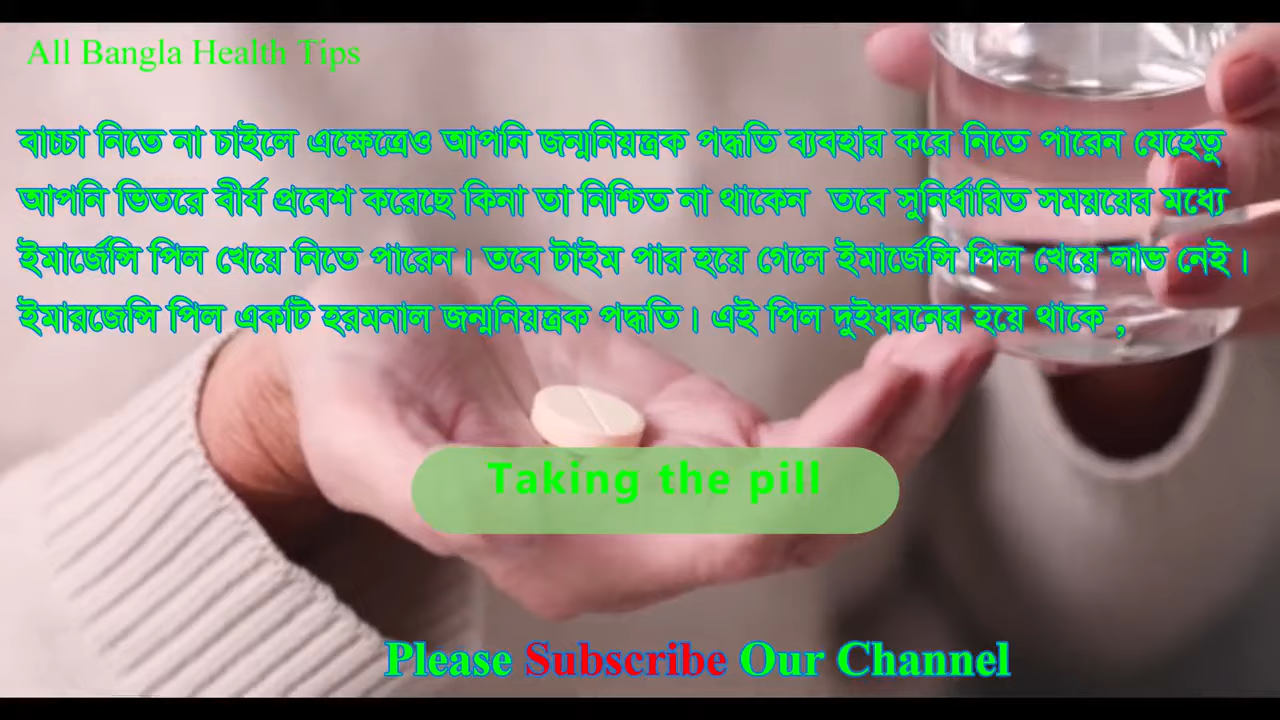 All Bangla Health Tips
বাচ্চা নিতে না চাইলে এক্ষেত্রেও আপনি জন্মনিয়ন্ত্রক পদ্ধতি ব্যবহার করে নিতে পারেন যেহেতু
আপনি ভিতরে বীর্য প্রবেশ করেছে কিনা তা নিশ্চিত না থাকেন তবে সুনির্ধারিত সময়য়ের মধ্যে
ইমার্জেন্সি পিল খেয়ে নিতে পারেন। তবে টাইম পার হয়ে গেলে ইমার্জেন্সি পিল খেয়ে লাভ নেই।
ইমারজেন্সি পিল একটি হরমনাল জন্মনিয়ন্ত্রক পদ্ধতি। এই পিল দুইধরনের হয়ে থাকে ,
Taking the pill
Please Subscribe Our Channel